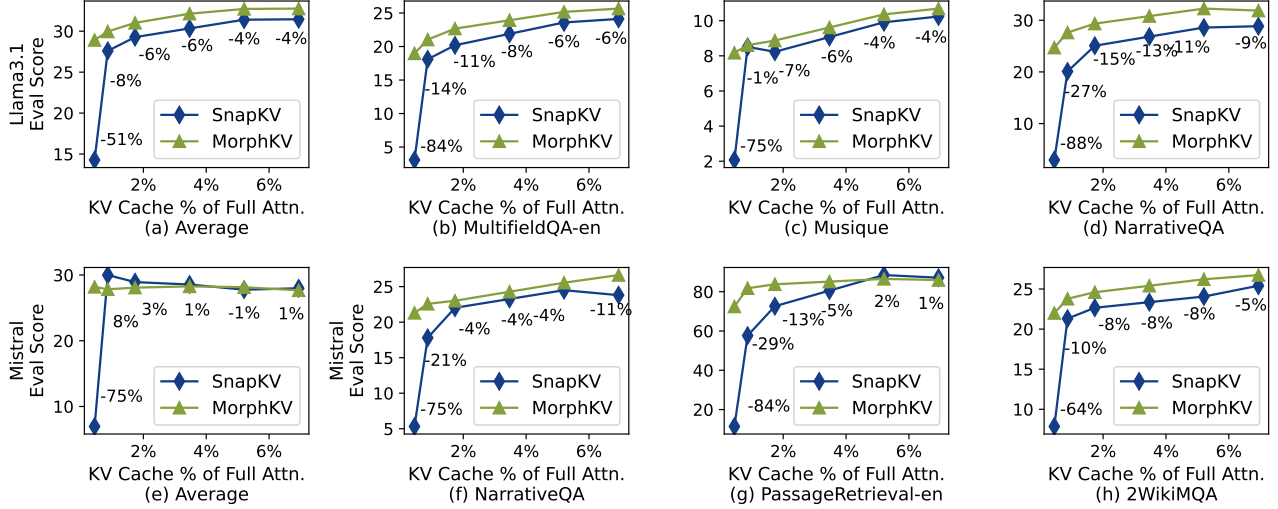 Llama3.1
Eval Score
30
25
20
15
-51%
-8%
-6%
-6%
-4%
-4%
SnapKV
MorphKV
2%
4%
6%
KV Cache % of Full Attn.
(a) Average
25
20
15
10
5
-84%
-14%
-11%
-8%
-6%
-6%
SnapKV
MorphKV
2%
4%
6%
KV Cache % of Full Attn.
(b) MultifieldQA-en
10
8
6
4
2
-75%
-1%
-7%
-6%
-4%
-4%
SnapKV
MorphKV
2%
4%
6%
KV Cache % of Full Attn.
(c) Musique
30
20
10
-88%
-27%
-15%
-13%
-11%
-9%
SnapKV
MorphKV
2%
4%
6%
KV Cache % of Full Attn.
(d) NarrativeQA
Mistral
Eval Score
30
20
10
-75%
8%
3%
1%
-1%
1%
SnapKV
MorphKV
2%
4%
6%
KV Cache % of Full Attn.
(e) Average
Mistral
Eval Score
25
20
15
10
5
-75%
-21%
-4%
-4%
-4%
-11%
SnapKV
MorphKV
2%
4%
6%
KV Cache % of Full Attn.
(f) NarrativeQA
80
60
40
20
-84%
-29%
-13%
-5%
2%
1%
SnapKV
MorphKV
2%
4%
6%
KV Cache % of Full Attn.
(g) PassageRetrieval-en
25
20
15
10
-64%
-10%
-8%
-8%
-8%
-5%
SnapKV
MorphKV
2%
4%
6%
KV Cache % of Full Attn.
(h) 2WikiMQA